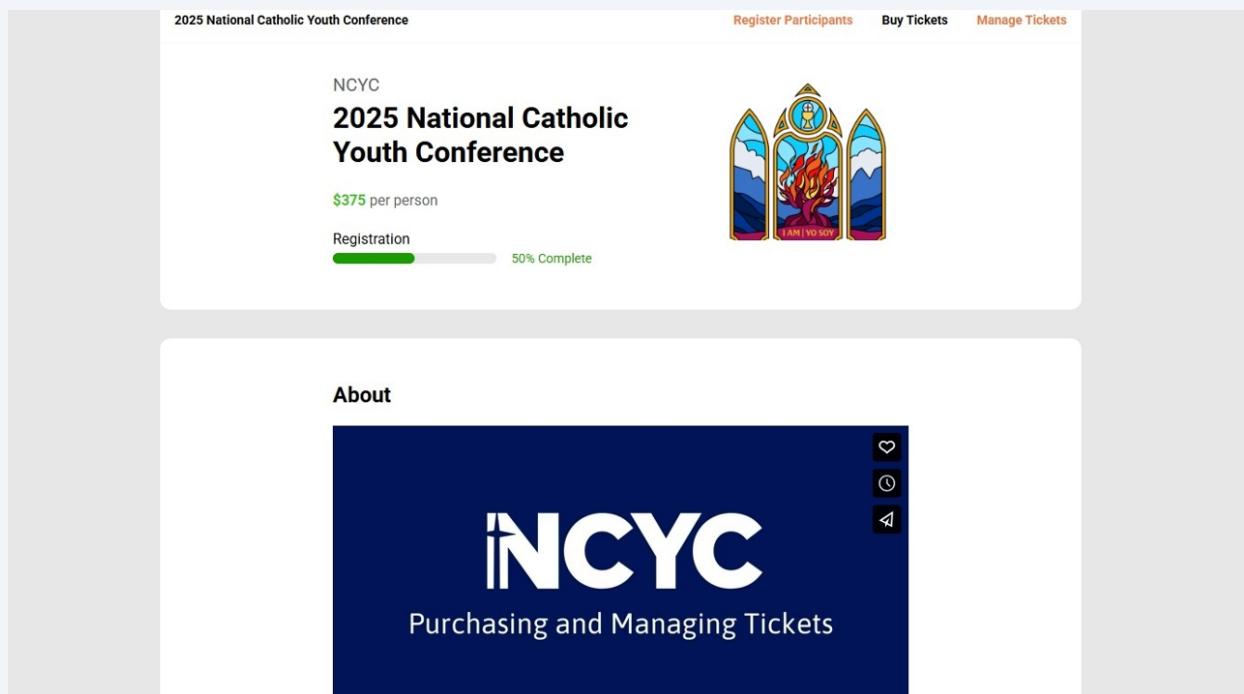 2025 National Catholic Youth Conference
Register Participants
Buy Tickets
Manage Tickets
NCYC
2025 National Catholic
Youth Conference
$375 per person
I AM | YO SOY
Registration
50% Complete
About
NCYC
Purchasing and Managing Tickets